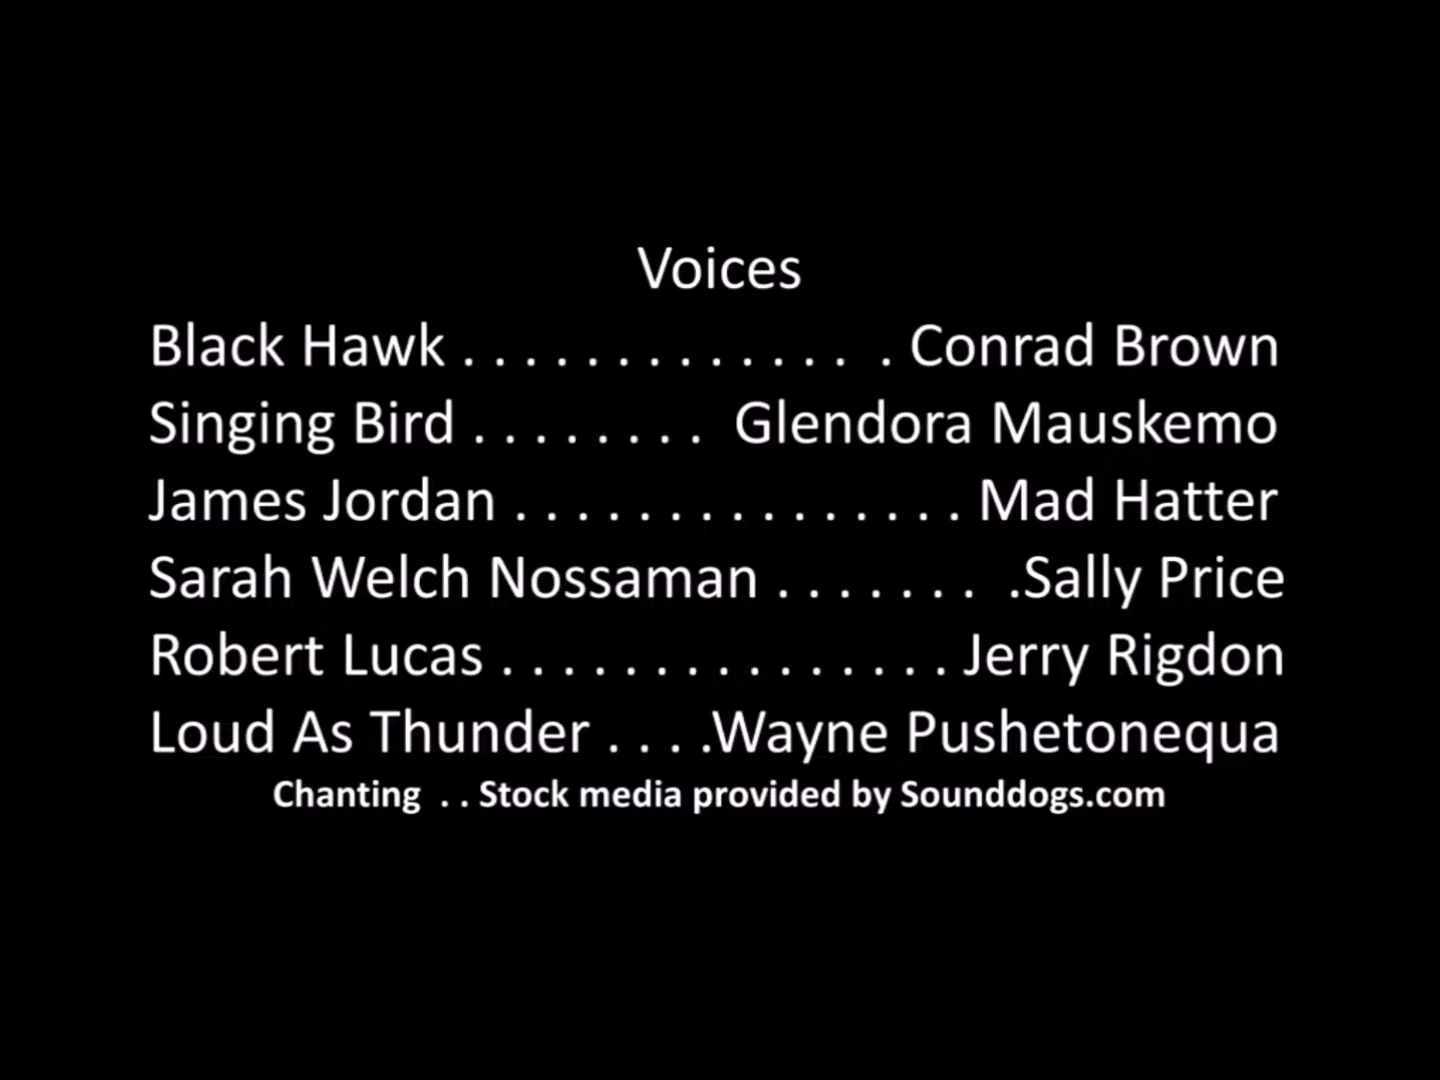 Voices
Black Hawk . . . . . . . . . . . . .  . Conrad Brown
Singing Bird . . . . . . . .  Glendora Mauskemo
James Jordan . . . . . . . . . . . . . . . Mad Hatter
Sarah Welch Nossaman . . . . . . .  .Sally Price
Robert Lucas . . . . . . . . . . . . . . . Jerry Rigdon
Loud As Thunder . . . .Wayne Pushetonequa
Chanting  . . Stock media provided by Sounddogs.com